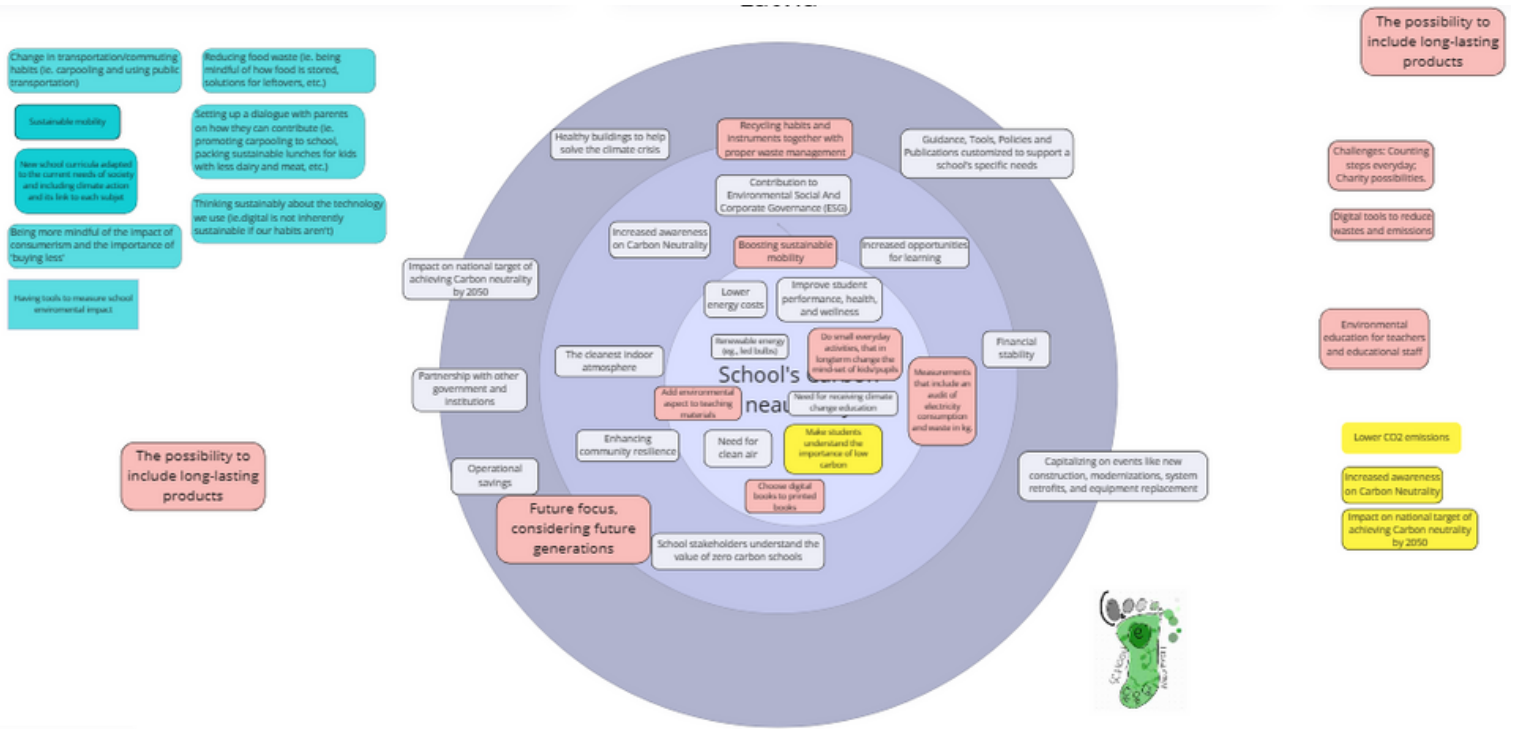 Change in transportation/commuting
habits (ie. carpooling and using public
transportation)
Reducing food waste (ie. being
mindful of how food is stored,
solutions for leftovers, etc.)
Sustainable mobility
Setting up a dialogue with parents
on how they can contribute (ie.
promoting carpooling to school,
packing sustainable lunches for kids
with less dairy and meat, etc.)
New school curricula adapted
to the current needs of society
and including climate action
and its link to each subjet
Thinking sustainably about the technology
we use (ie.digital is not inherently
sustainable if our habits aren't)
Being more mindful of the impact of
consumerism and the importance of
'buying less'
Having tools to measure school
enviromental impact
The possibility to
include long-lasting
products
Healthy buildings to help
solve the climate crisis
Recycling habits and
instruments together with
proper waste management
Guidance, Tools, Policies and
Publications customized to support a
school's specific needs
Contribution to
Environmental Social And
Corporate Governance (ESG)
Increased awareness
on Carbon Neutrality
Boosting sustainable
mobility
Increased opportunities
for learning
Impact on national target of
achieving Carbon neutrality
by 2050
Lower
energy costs
Improve student
performance, health,
and wellness
Renewable energy
(eg., led bulbs)
Do small everyday
activities, that in
longterm change the
mind-set of kids/pupils
Financial
stability
The cleanest indoor
atmosphere
School's
Measurements
that include an
audit of
electricity
consumption
and waste in kg.
Partnership with other
government and
institutions
Add environmental
aspect to teaching
materials
Need for receiving climate
change education
Enhancing
community resilience
Need for
clean air
Make students
understand the
importance of low
carbon
Operational
savings
Capitalizing on events like new
construction, modernizations, system
retrofits, and equipment replacement
Choose digital
books to printed
books
Future focus,
considering future
generations
School stakeholders understand the
value of zero carbon schools
The possibility to
include long-lasting
products
Challenges: Counting
steps everyday;
Charity possibilities.
Digital tools to reduce
wastes and emissions
Environmental
education for teachers
and educational staff
Lower CO2 emissions
Increased awareness
on Carbon Neutrality
Impact on national target of
achieving Carbon neutrality
by 2050